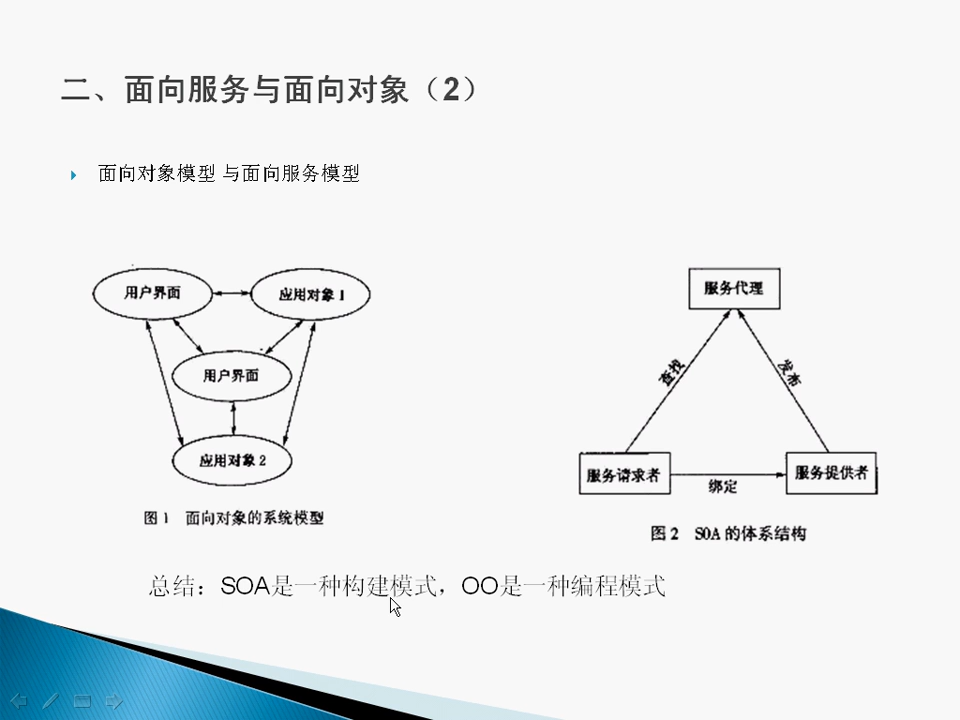 二、面向服务与面向对象（2）
面向对象模型 与面向服务模型
用户界面
应用对象1
用户界面
应用对象2
图1 面向对象的系统模型
服务代理
查找
发布
服务请求者
绑定
服务提供者
图2 SOA的体系结构
总结：SOA是一种构建模式，OO是一种编程模式